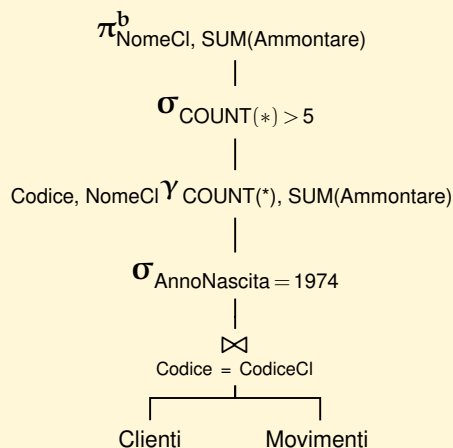 π^b NomeCl, SUM(Ammontare)
σ COUNT(∗) > 5
Codice, NomeCl γ COUNT(*), SUM(Ammontare)
σ AnnoNascita = 1974
⋈
Codice = CodiceCl
Clienti Movimenti